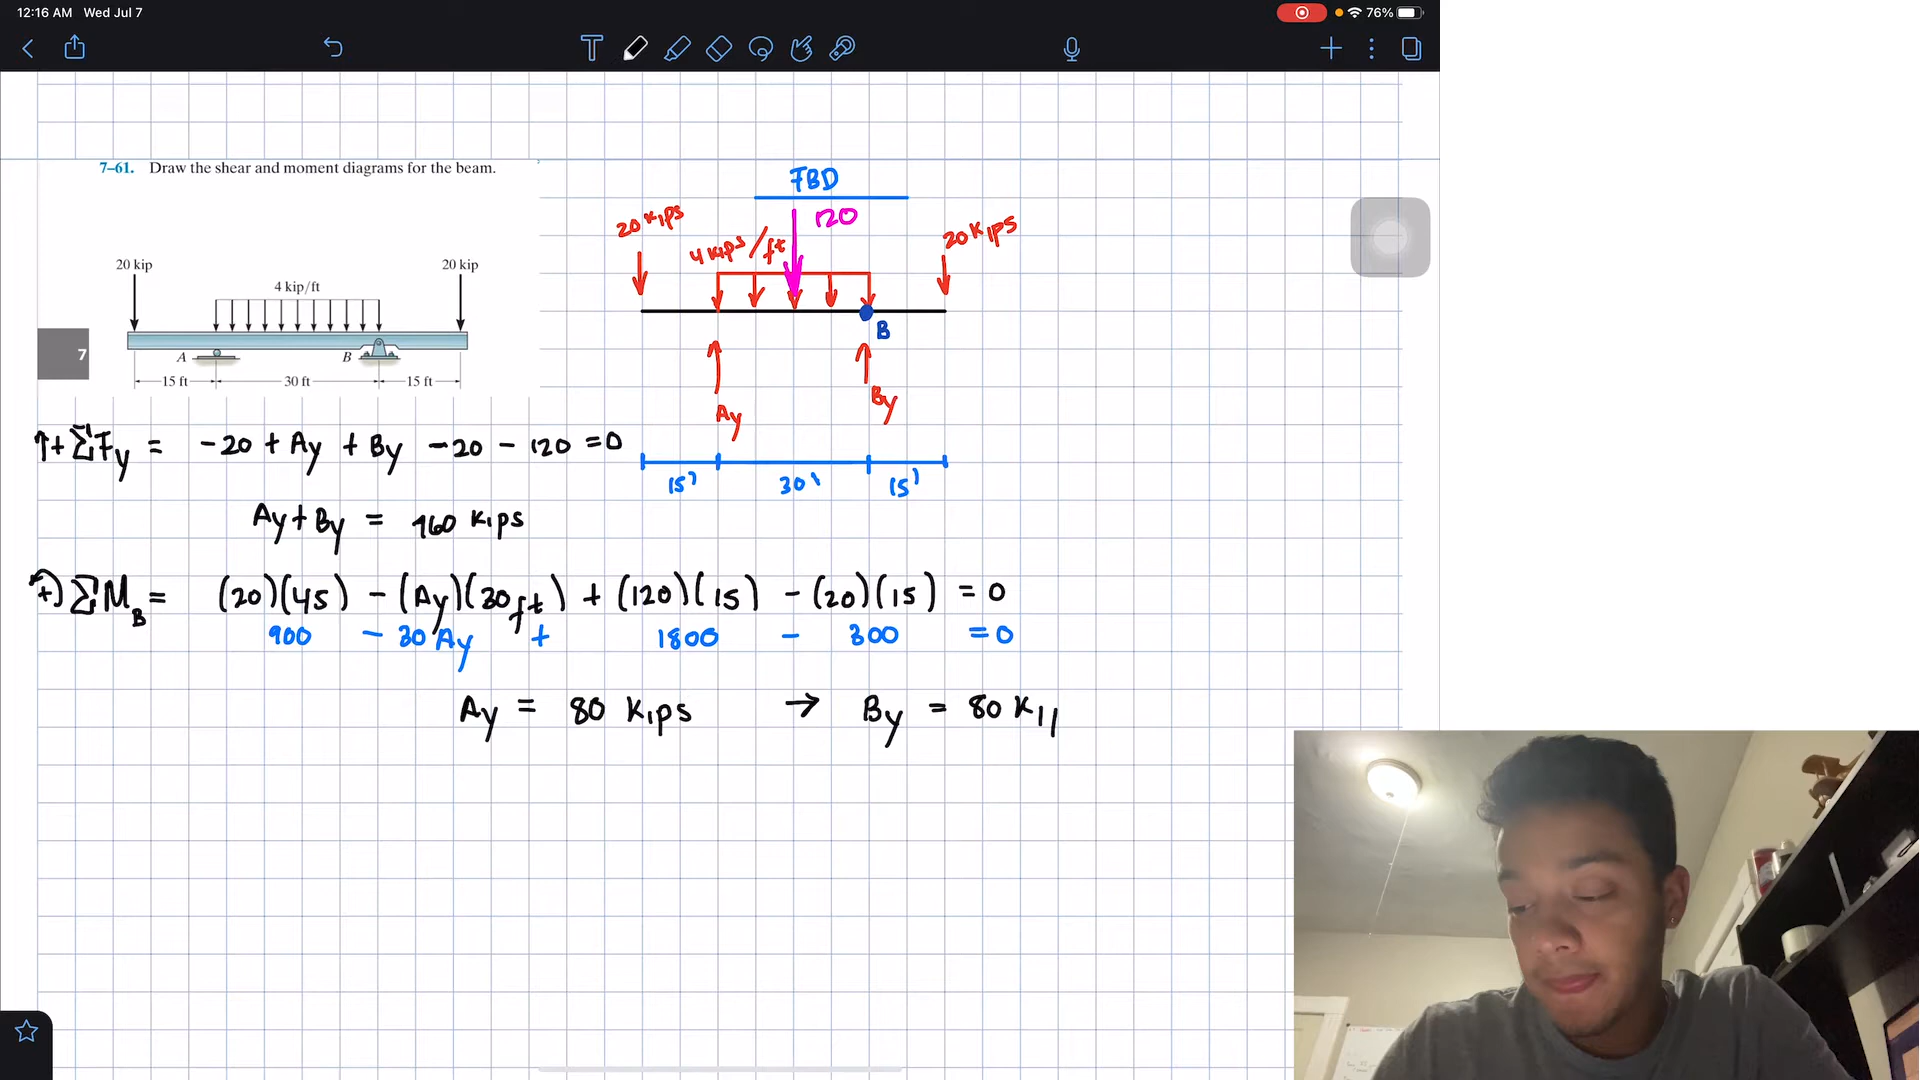 12:16 AM Wed Jul 7
76%
7–61. Draw the shear and moment diagrams for the beam.
FBD
120
20 kips
4 kips/ft
20 kips
B
Ay
By
15'
30'
15'
20 kip
20 kip
4 kip/ft
A
B
15 ft
30 ft
15 ft
7
↑+ ΣFy = -20 + Ay + By -20 - 120 = 0
Ay + By = 160 kips
+) ΣM_B = (20)(45) - (Ay)(30ft) + (120)(15) - (20)(15) = 0
900 - 30Ay + 1800 - 300 = 0
Ay = 80 kips → By = 80 K